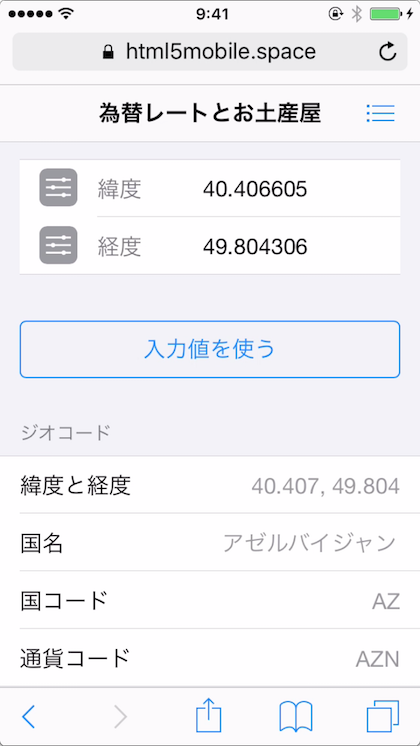 9:41
html5mobile.space
為替レートとお土産屋
緯度 40.406605
経度 49.804306
入力値を使う
ジオコード
緯度と経度 40.407, 49.804
国名 アゼルバイジャン
国コード AZ
通貨コード AZN